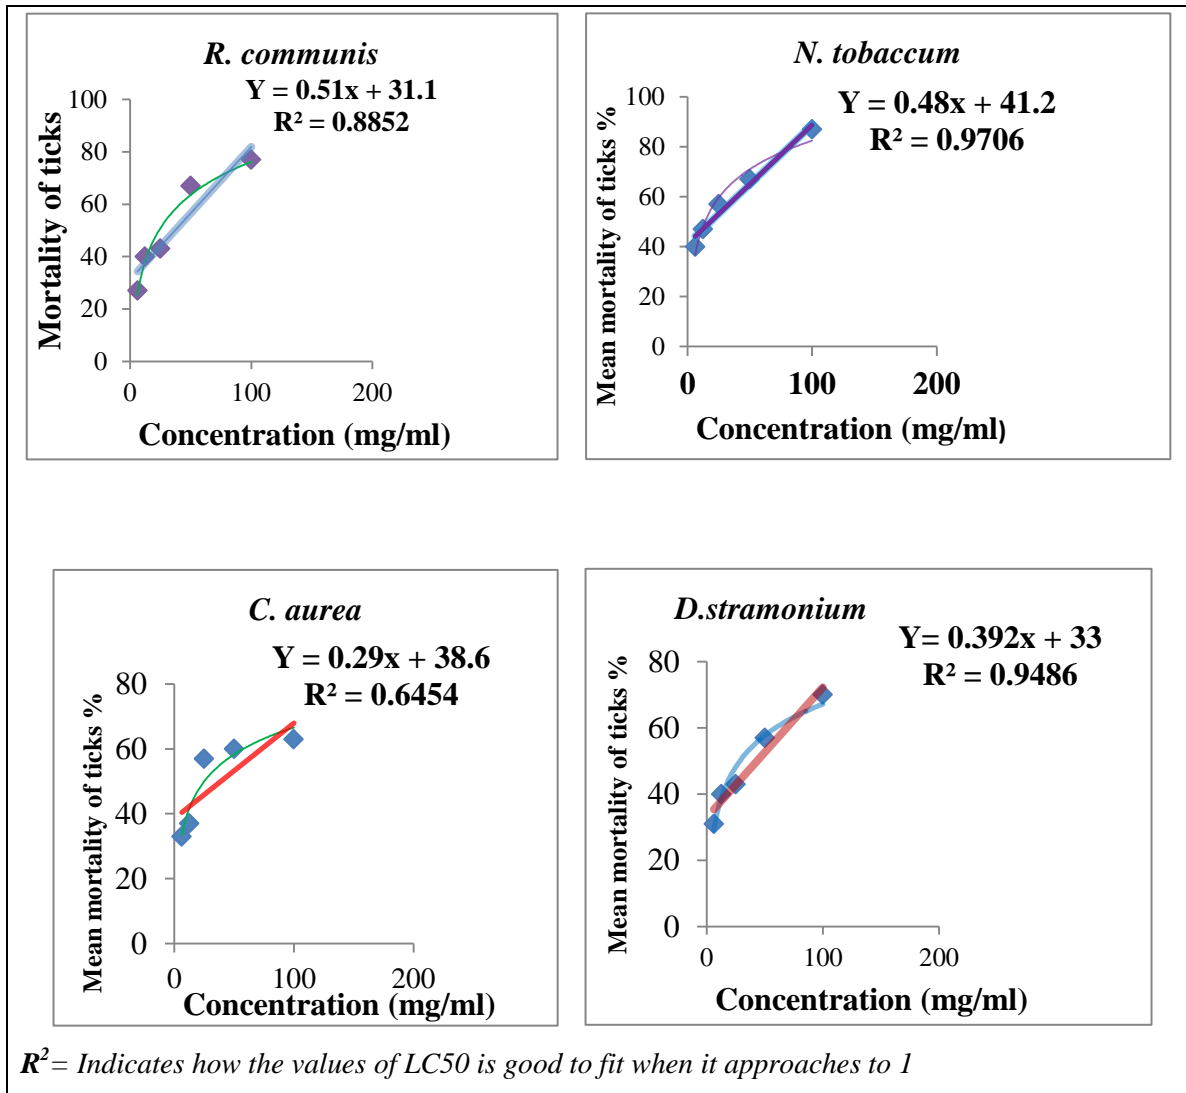 R. communis
Y = 0.51x + 31.1
R² = 0.8852
Mortality of ticks
100
80
60
40
20
0
0 100 200
Concentration (mg/ml)
N. tobaccum
Y = 0.48x + 41.2
R² = 0.9706
Mean mortality of ticks %
100
80
60
40
20
0
0 100 200
Concentration (mg/ml)
C. aurea
Y = 0.29x + 38.6
R² = 0.6454
Mean mortality of ticks %
80
60
40
20
0
0 100 200
Concentration (mg/ml)
D.stramonium
Y= 0.392x + 33
R² = 0.9486
Mean mortality of ticks %
80
60
40
20
0
0 100 200
Concentration (mg/ml)
R²= Indicates how the values of LC50 is good to fit when it approaches to 1